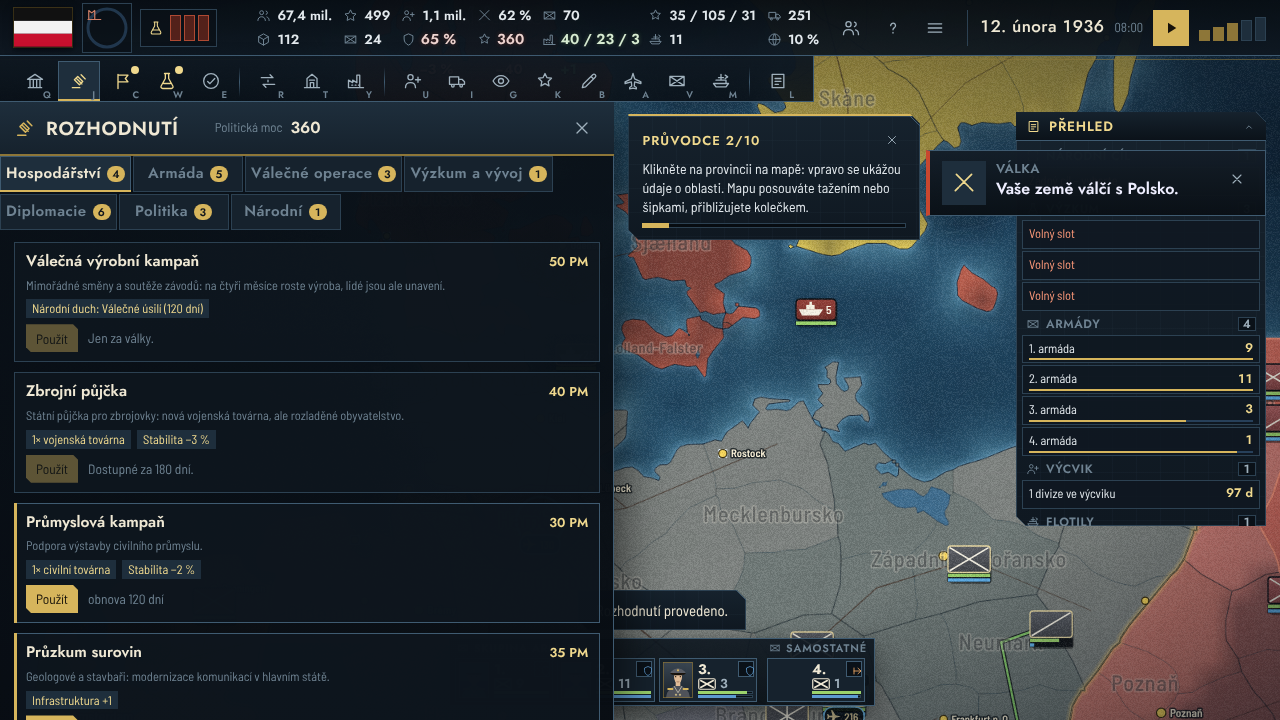 67,4 mil.
499
1,1 mil.
62 %
70
35 / 105 / 31
251
112
24
65 %
360
40 / 23 / 3
11
10 %
?
12. února 1936
08:00
Q
C
W
E
R
T
Y
U
I
G
K
B
A
V
M
L
ROZHODNUTÍ
Politická moc 360
Hospodářství 4
Armáda 5
Válečné operace 3
Výzkum a vývoj 1
Diplomacie 6
Politika 3
Národní 1
Válečná výrobní kampaň
50 PM
Mimořádné směny a soutěže závodů: na čtyři měsíce roste výroba, lidé jsou ale unavení.
Národní duch: Válečné úsilí (120 dní)
Použít
Jen za války.
Zbrojní půjčka
40 PM
Státní půjčka pro zbrojovky: nová vojenská továrna, ale rozladěné obyvatelstvo.
1× vojenská továrna
Stabilita −3 %
Použít
Dostupné za 180 dní.
Průmyslová kampaň
30 PM
Podpora výstavby civilního průmyslu.
1× civilní továrna
Stabilita −2 %
Použít
obnova 120 dní
Průzkum surovin
35 PM
Geologové a stavbaři: modernizace komunikací v hlavním státě.
Infrastruktura +1
PRŮVODCE 2/10
Klikněte na provincii na mapě: vpravo se ukážou
údaje o oblasti. Mapu posouváte tažením nebo
šipkami, přibližujete kolečkem.
Skåne
Sjælland
olland-Falster
5
Rostock
Mecklenbursko
Poznaň
Poznaň
Frankfurt n. O
216
zhodnutí provedeno.
SAMOSTATNÉ
11
3.
3
4.
1
PŘEHLED
VÁLKA
Vaše země válčí s Polsko.
Volný slot
Volný slot
Volný slot
ARMÁDY
4
1. armáda
9
2. armáda
11
3. armáda
3
4. armáda
1
VÝCVIK
1
1 divize ve výcviku
97 d
FLOTILY
1